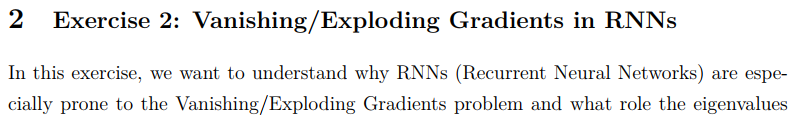 2 Exercise 2: Vanishing/Exploding Gradients in RNNs
In this exercise, we want to understand why RNNs (Recurrent Neural Networks) are espe-
cially prone to the Vanishing/Exploding Gradients problem and what role the eigenvalues